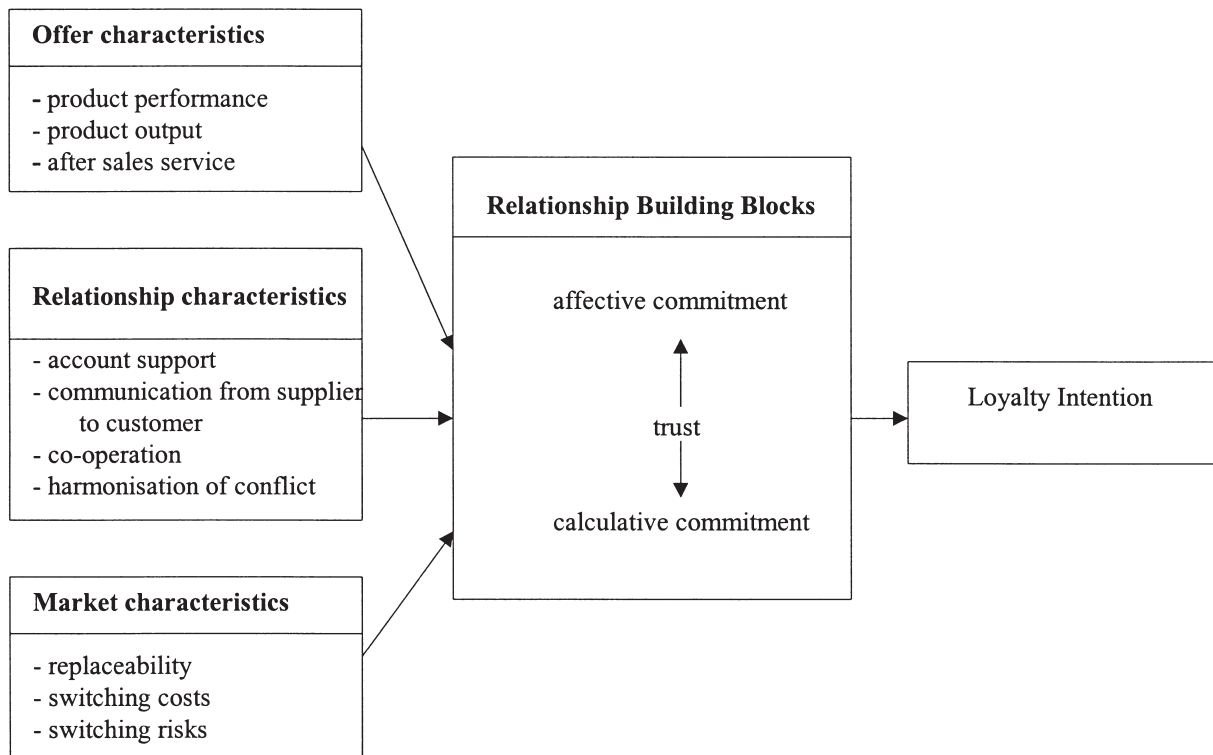 Offer characteristics
- product performance
- product output
- after sales service
Relationship characteristics
- account support
- communication from supplier
to customer
- co-operation
- harmonisation of conflict
Market characteristics
- replaceability
- switching costs
- switching risks
Relationship Building Blocks
affective commitment
trust
calculative commitment
Loyalty Intention